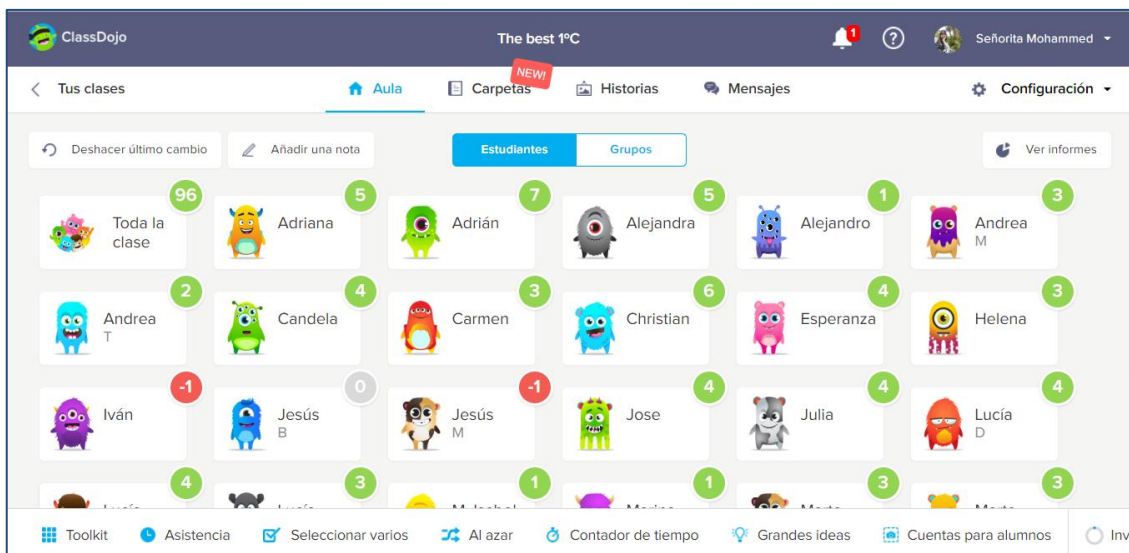 ClassDojo
The best 1ºC
1
?
Señorita Mohammed
Tus clases
Aula
Carpetas
NEW!
Historias
Mensajes
Configuración
Deshacer último cambio
Añadir una nota
Estudiantes
Grupos
Ver informes
96
Toda la
clase
5
Adriana
7
Adrián
5
Alejandra
1
Alejandro
3
Andrea
M
2
Andrea
T
4
Candela
3
Carmen
6
Christian
4
Esperanza
3
Helena
-1
Iván
0
Jesús
B
-1
Jesús
M
4
Jose
4
Julia
4
Lucía
D
4
3
1
1
3
3
Toolkit
Asistencia
Seleccionar varios
Al azar
Contador de tiempo
Grandes ideas
Cuentas para alumnos
Inv